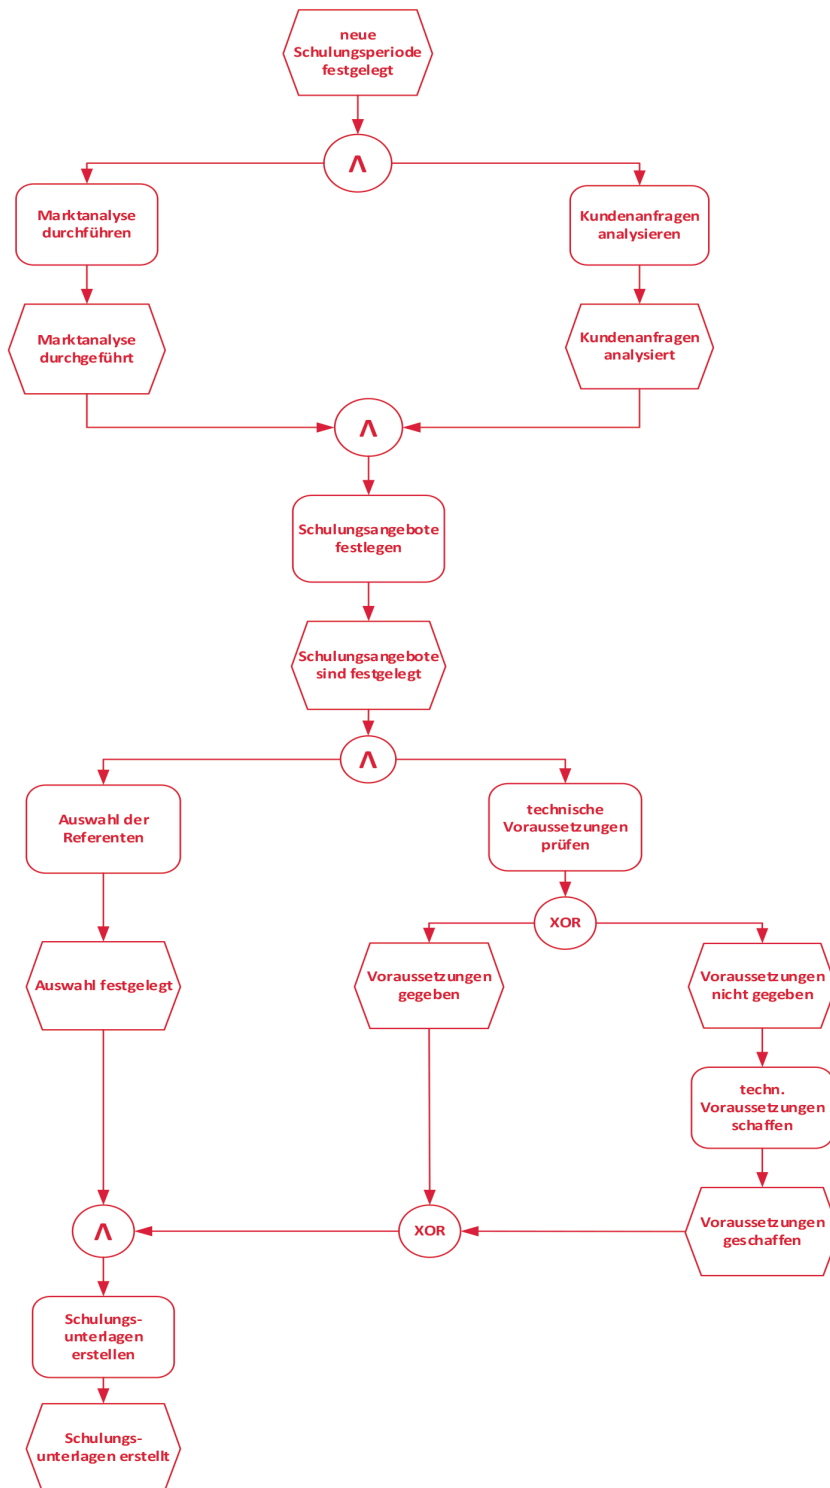 neue
Schulungsperiode
festgelegt
Λ
Marktanalyse
durchführen
Kundenanfragen
analysieren
Marktanalyse
durchgeführt
Kundenanfragen
analysiert
Λ
Schulungsangebote
festlegen
Schulungsangebote
sind festgelegt
Λ
Auswahl der
Referenten
technische
Voraussetzungen
prüfen
XOR
Auswahl festgelegt
Voraussetzungen
gegeben
Voraussetzungen
nicht gegeben
techn.
Voraussetzungen
schaffen
Λ
XOR
Voraussetzungen
geschaffen
Schulungs-
unterlagen
erstellen
Schulungs-
unterlagen erstellt